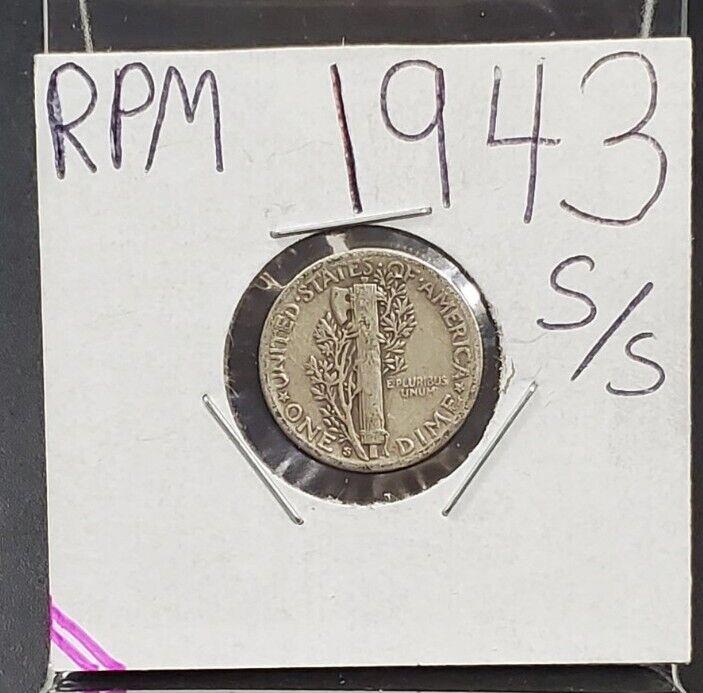 RPM 1943
S/S
UNITED·STATES·OF·AMERICA
E PLURIBUS
UNUM
ONE DIME
S